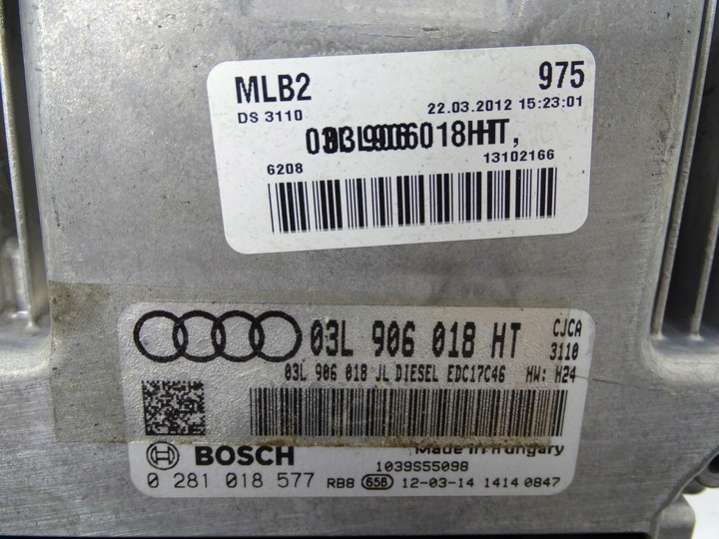 MLB2 975
DS 3110 22.03.2012 15:23:01
03L906018HT,
6208 13102166
03L 906 018 HT CJCA
3110
03L 906 018 JL DIESEL EDC17C46 HW: H24
BOSCH Made in Hungary
1039S55098
0 281 018 577 RB8 656 12-03-14 1414 0847